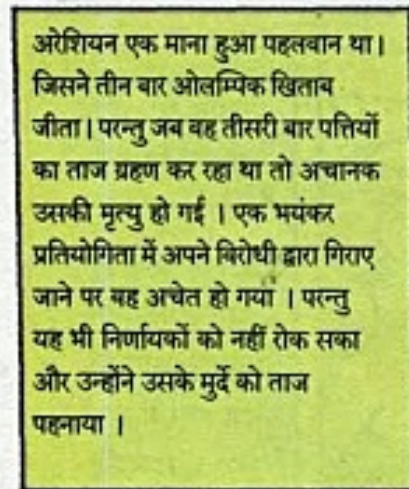 अरेशियन एक माना हुआ पहलवान था।
जिसने तीन बार ओलम्पिक खिताब
जीता। परन्तु जब वह तीसरी बार पत्तियों
का ताज ग्रहण कर रहा था तो अचानक
उसकी मृत्यु हो गई । एक भयंकर
प्रतियोगिता में अपने विरोधी द्वारा गिराए
जाने पर वह अचेत हो गया । परन्तु
यह भी निर्णायकों को नहीं रोक सका
और उन्होंने उसके मुर्दे को ताज
पहनाया ।